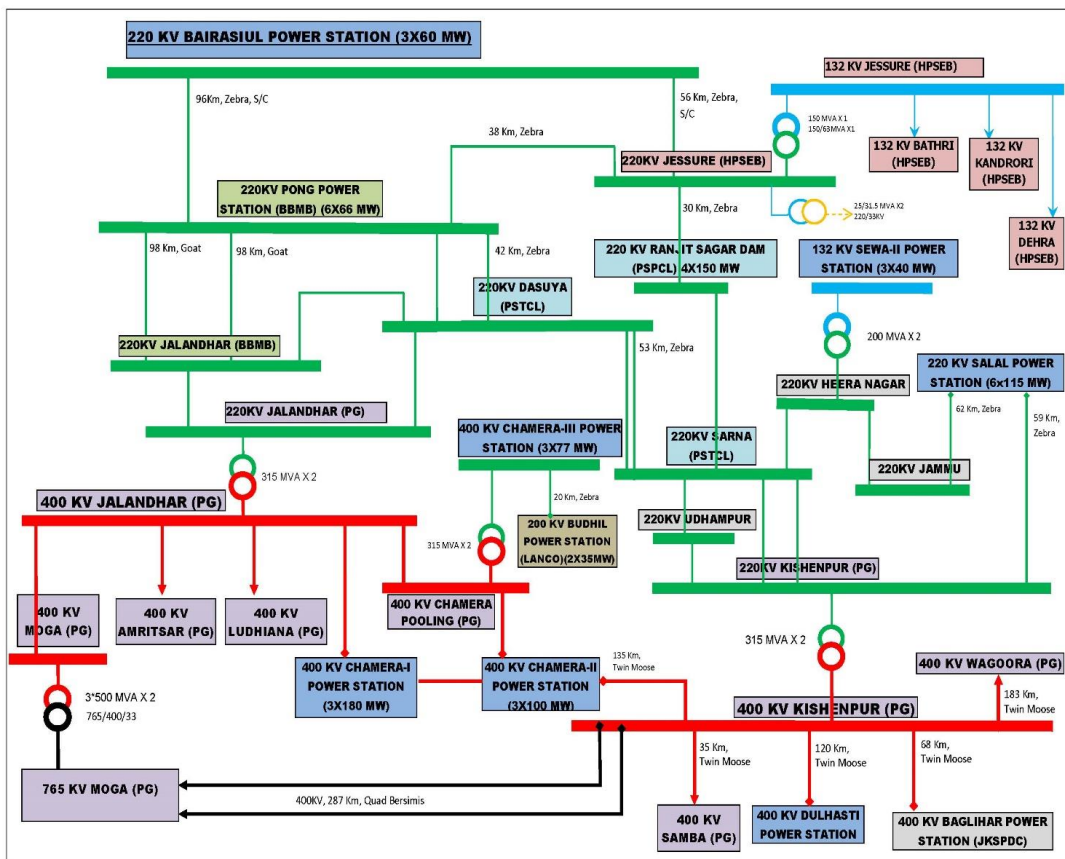 220 KV BAIRASIUL POWER STATION (3X60 MW)
132 KV JESSURE (HPSEB)
96Km, Zebra, S/C
56 Km, Zebra,
S/C
150 MVA X 1
150/63MVA X1
38 Km, Zebra
132 KV BATHRI
(HPSEB)
132 KV
KANDRORI
(HPSEB)
220KV JESSURE (HPSEB)
220KV PONG POWER
STATION (BBMB) (6X66 MW)
30 Km, Zebra
25/31.5 MVA X2
220/33KV
132 KV
DEHRA
(HPSEB)
98 Km, Goat
98 Km, Goat
42 Km, Zebra
220 KV RANJIT SAGAR DAM
(PSPCL) 4X150 MW
132 KV SEWA-II POWER
STATION (3X40 MW)
220KV DASUYA
(PSTCL)
220KV JALANDHAR (BBMB)
53 Km, Zebra
200 MVA X 2
220 KV SALAL POWER
STATION (6x115 MW)
220KV HEERA NAGAR
220KV JALANDHAR (PG)
400 KV CHAMERA-III POWER
STATION (3X77 MW)
220KV SARNA
(PSTCL)
62 Km, Zebra
59 Km,
Zebra
220KV JAMMU
315 MVA X 2
20 Km, Zebra
400 KV JALANDHAR (PG)
315 MVA X 2
200 KV BUDHIL
POWER STATION
(LANCO)(2X35MW)
220KV UDHAMPUR
220KV KISHENPUR (PG)
400 KV
MOGA (PG)
400 KV
AMRITSAR (PG)
400 KV
LUDHIANA (PG)
400 KV CHAMERA
POOLING (PG)
315 MVA X 2
400 KV CHAMERA-I
POWER STATION
(3X180 MW)
400 KV CHAMERA-II
POWER STATION
(3X100 MW)
135 Km,
Twin Moose
400 KV WAGOORA (PG)
3*500 MVA X 2
765/400/33
400 KV KISHENPUR (PG)
183 Km,
Twin Moose
35 Km,
Twin Moose
120 Km,
Twin Moose
68 Km,
Twin Moose
765 KV MOGA (PG)
400KV, 287 Km, Quad Bersimis
400 KV
SAMBA (PG)
400 KV DULHASTI
POWER STATION
400 KV BAGLIHAR POWER
STATION (JKSPDC)